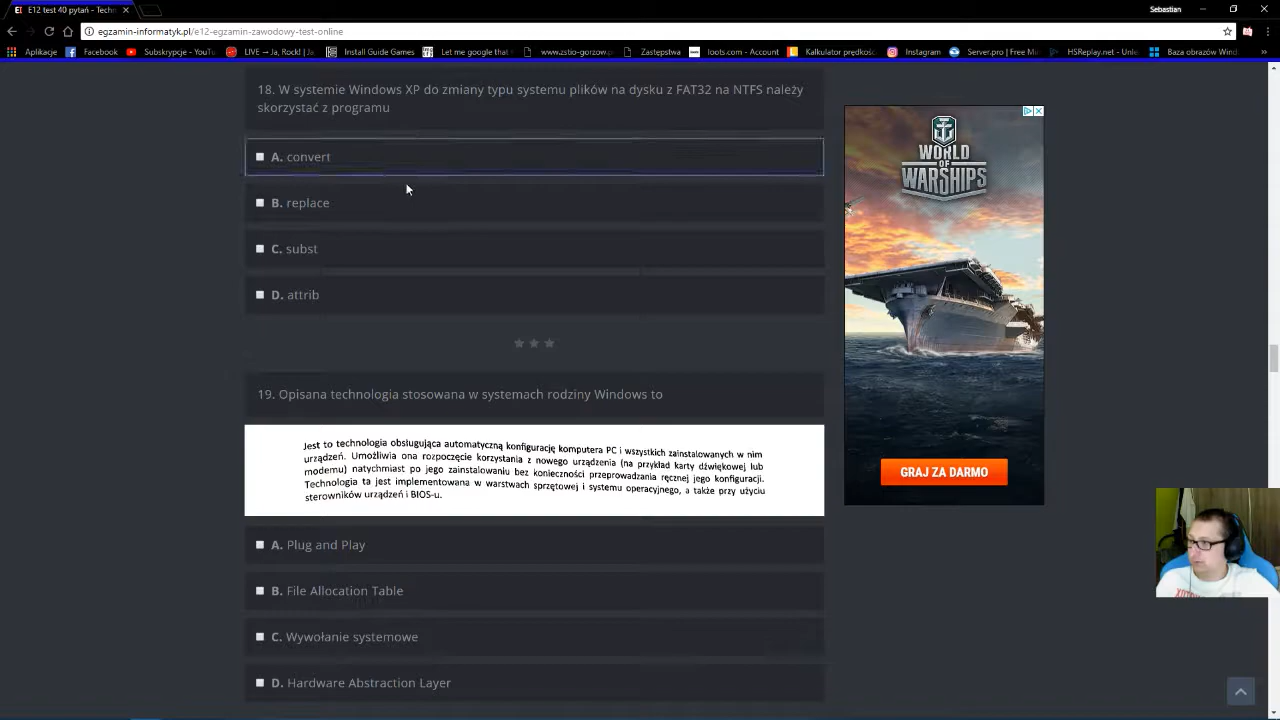 E12 test 40 pytań - Techn
Sebastian
egzamin-informatyk.pl/e12-egzamin-zawodowy-test-online
Aplikacje Facebook Subskrypcje - YouTu LIVE → Ja, Rock! | Ja Install Guide Games Let me google that www.zstio-gorzow.p Zastępstwa loots.com - Account Kalkulator prędkośc Instagram Server.pro | Free Mi HSReplay.net - Unle Baza obrazów Wind
18. W systemie Windows XP do zmiany typu systemu plików na dysku z FAT32 na NTFS należy
skorzystać z programu
A. convert
B. replace
C. subst
D. attrib
19. Opisana technologia stosowana w systemach rodziny Windows to
Jest to technologia obsługująca automatyczną konfigurację komputera PC i wszystkich zainstalowanych w nim
urządzeń. Umożliwia ona rozpoczęcie korzystania z nowego urządzenia (na przykład karty dźwiękowej lub
modemu) natychmiast po jego zainstalowaniu bez konieczności przeprowadzania ręcznej jego konfiguracji.
Technologia ta jest implementowana w warstwach sprzętowej i systemu operacyjnego, a także przy użyciu
sterowników urządzeń i BIOS-u.
A. Plug and Play
B. File Allocation Table
C. Wywołanie systemowe
D. Hardware Abstraction Layer
WORLD
OF
WARSHIPS
GRAJ ZA DARMO